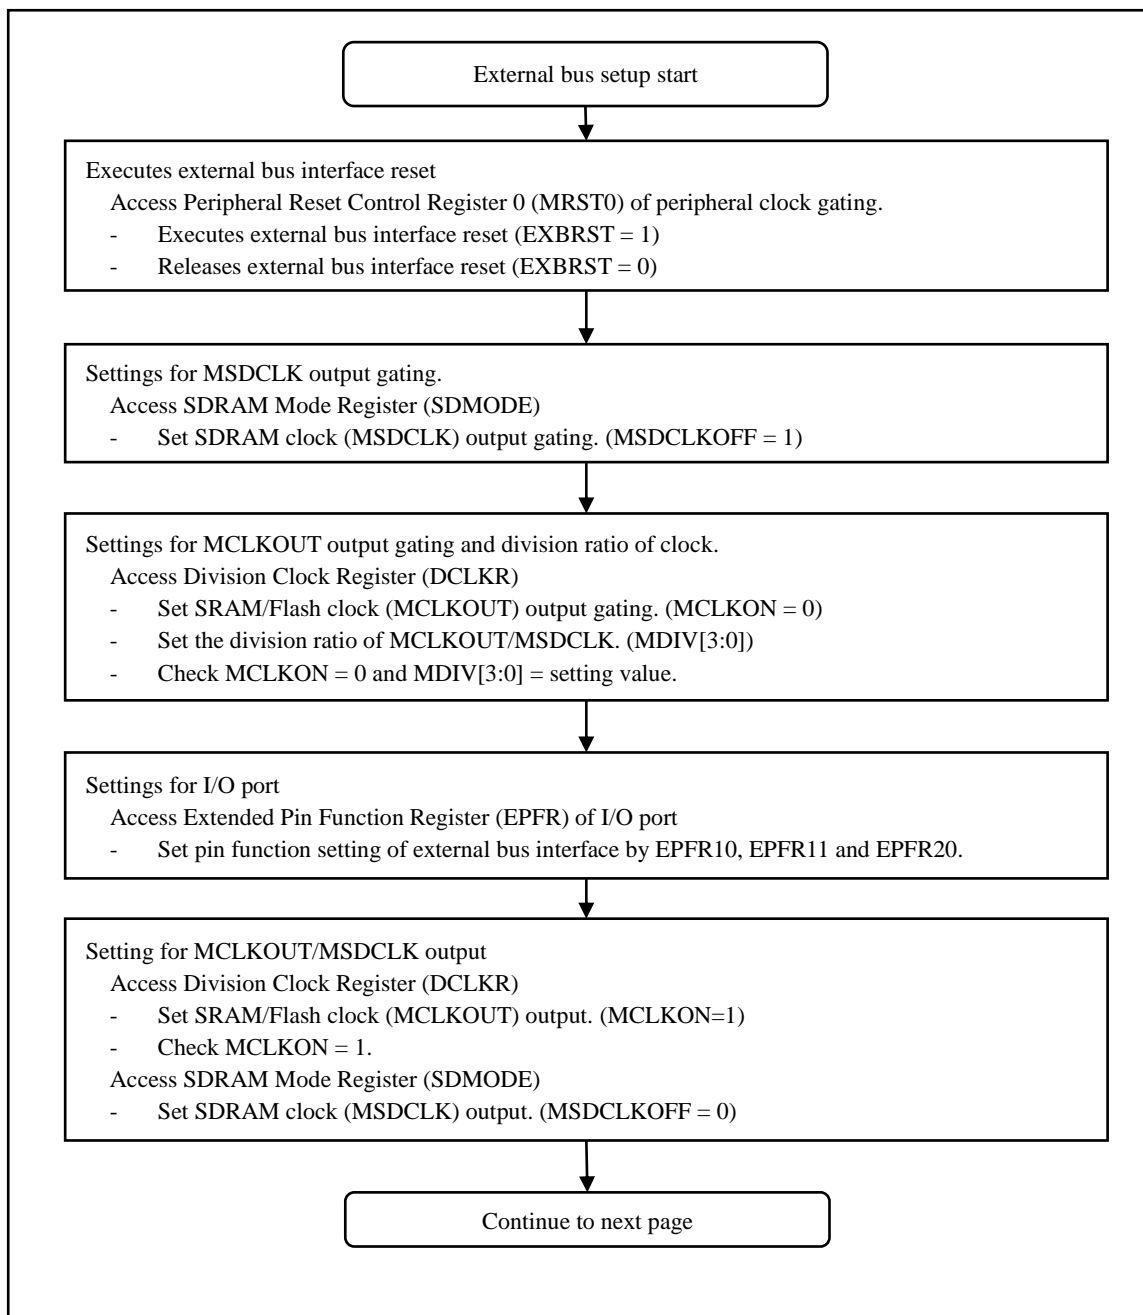 External bus setup start
Executes external bus interface reset
Access Peripheral Reset Control Register 0 (MRST0) of peripheral clock gating.
- Executes external bus interface reset (EXBRST = 1)
- Releases external bus interface reset (EXBRST = 0)
Settings for MSDCLK output gating.
Access SDRAM Mode Register (SDMODE)
- Set SDRAM clock (MSDCLK) output gating. (MSDCLKOFF = 1)
Settings for MCLKOUT output gating and division ratio of clock.
Access Division Clock Register (DCLKR)
- Set SRAM/Flash clock (MCLKOUT) output gating. (MCLKON = 0)
- Set the division ratio of MCLKOUT/MSDCLK. (MDIV[3:0])
- Check MCLKON = 0 and MDIV[3:0] = setting value.
Settings for I/O port
Access Extended Pin Function Register (EPFR) of I/O port
- Set pin function setting of external bus interface by EPFR10, EPFR11 and EPFR20.
Setting for MCLKOUT/MSDCLK output
Access Division Clock Register (DCLKR)
- Set SRAM/Flash clock (MCLKOUT) output. (MCLKON=1)
- Check MCLKON = 1.
Access SDRAM Mode Register (SDMODE)
- Set SDRAM clock (MSDCLK) output. (MSDCLKOFF = 0)
Continue to next page